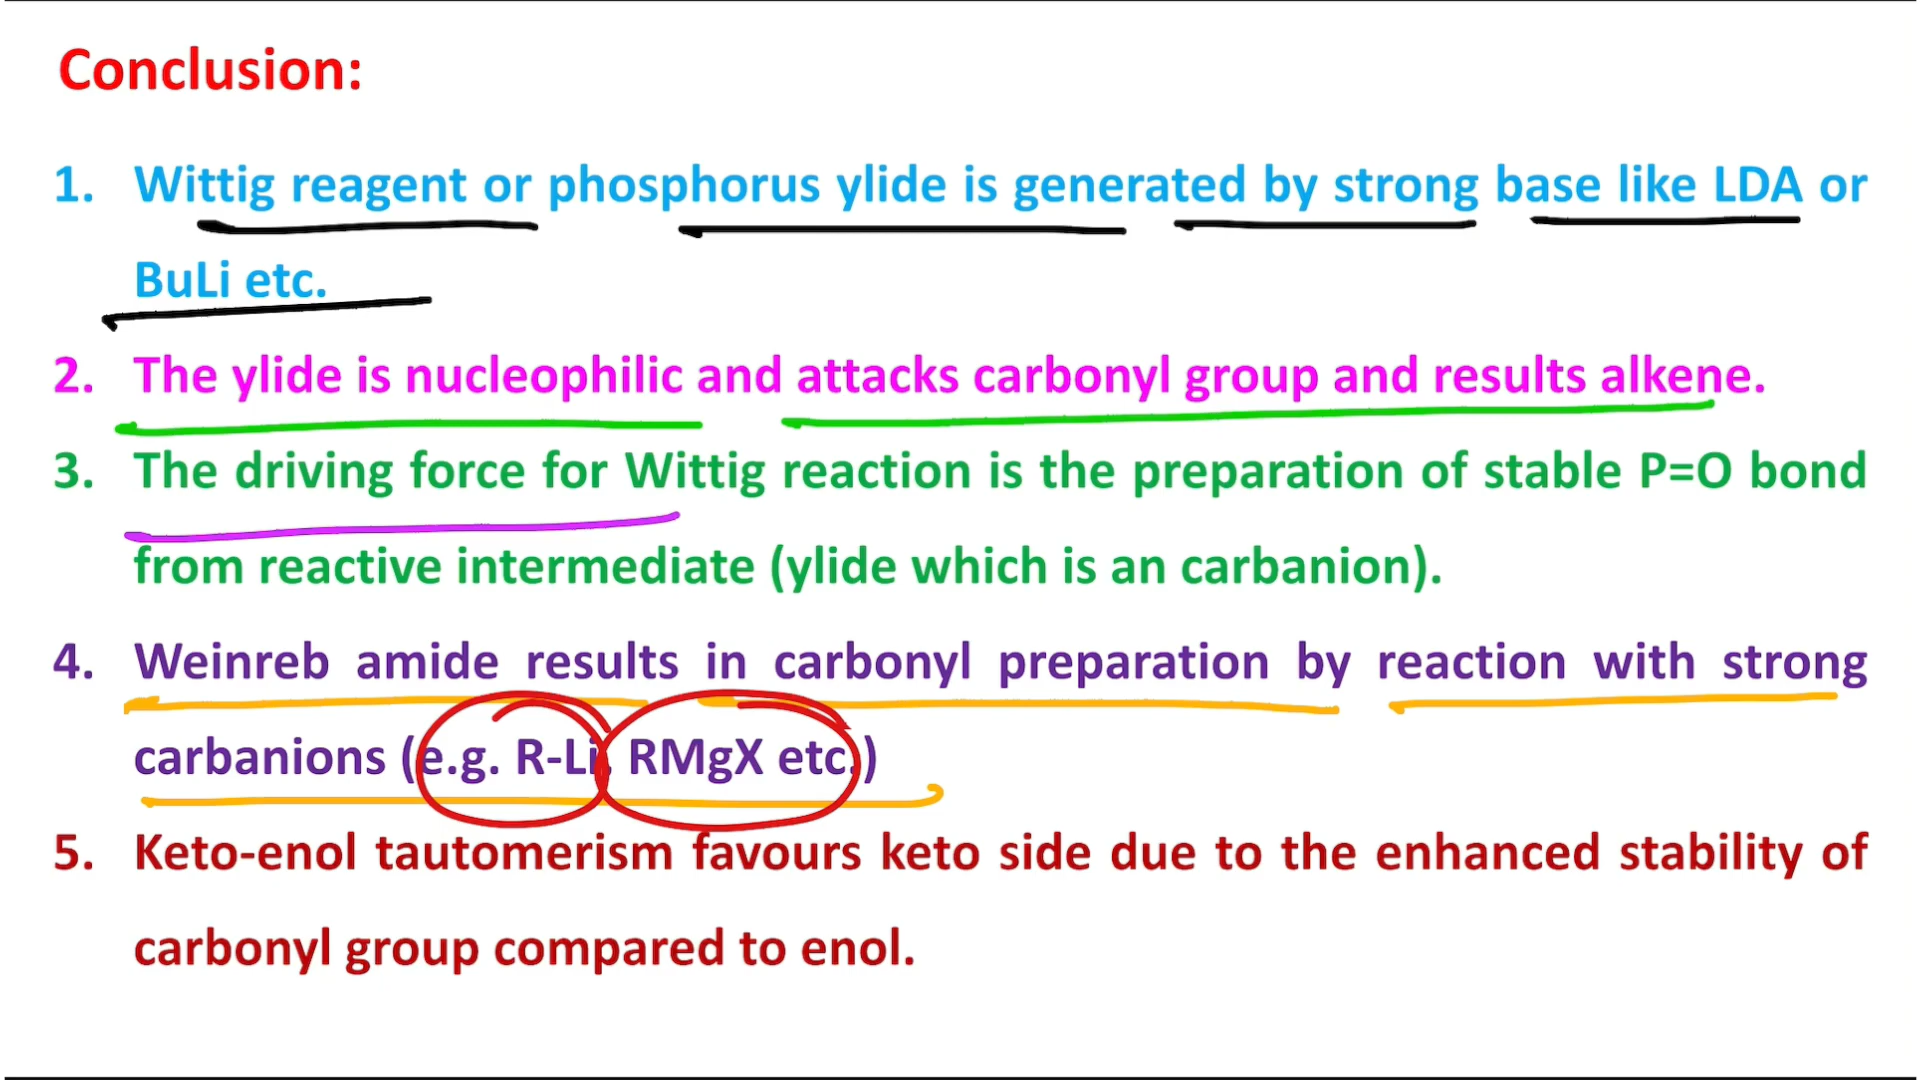 Conclusion:
1. Wittig reagent or phosphorus ylide is generated by strong base like LDA or
BuLi etc.
2. The ylide is nucleophilic and attacks carbonyl group and results alkene.
3. The driving force for Wittig reaction is the preparation of stable P=O bond
from reactive intermediate (ylide which is an carbanion).
4. Weinreb amide results in carbonyl preparation by reaction with strong
carbanions (e.g. R-Li, RMgX etc.)
5. Keto-enol tautomerism favours keto side due to the enhanced stability of
carbonyl group compared to enol.